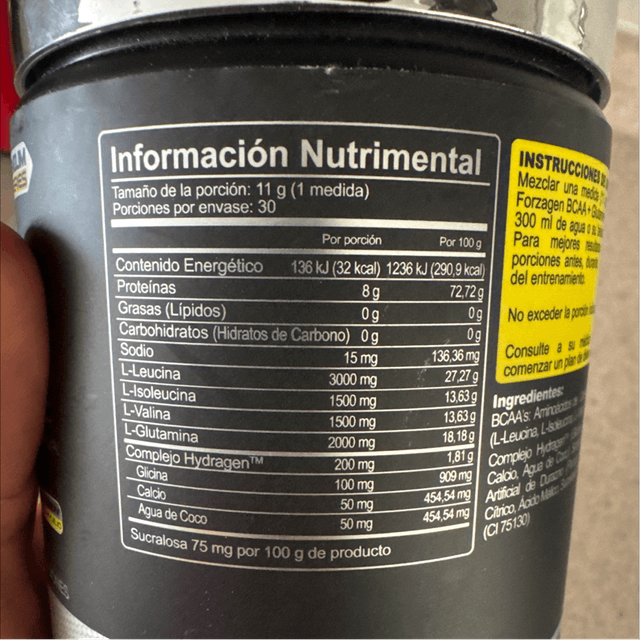 Información Nutrimental
Tamaño de la porción: 11 g (1 medida)
Porciones por envase: 30
Por porción Por 100 g
Contenido Energético 136 kJ (32 kcal) 1236 kJ (290,9 kcal)
Proteínas 8 g 72,72 g
Grasas (Lípidos) 0 g 0 g
Carbohidratos (Hidratos de Carbono) 0 g 0 g
Sodio 15 mg 136,36 mg
L-Leucina 3000 mg 27,27 g
L-Isoleucina 1500 mg 13,63 g
L-Valina 1500 mg 13,63 g
L-Glutamina 2000 mg 18,18 g
Complejo Hydragen™ 200 mg 1,81 g
Glicina 100 mg 909 mg
Calcio 50 mg 454,54 mg
Agua de Coco 50 mg 454,54 mg
Sucralosa 75 mg por 100 g de producto
INSTRUCCIONES
Mezclar una medida
Forzagen BCAA+
300 ml de agua o su
Para mejores
porciones antes,
del entrenamiento.
No exceder la porción
Consulte a su
comenzar un plan de
Ingredientes:
BCAA's: Aminoácidos
(L-Leucina,
Complejo Hydragen
Calcio, Agua de Coco
Artificial de Durazno
Cítrico, Ácido Málico
(CI 75130)